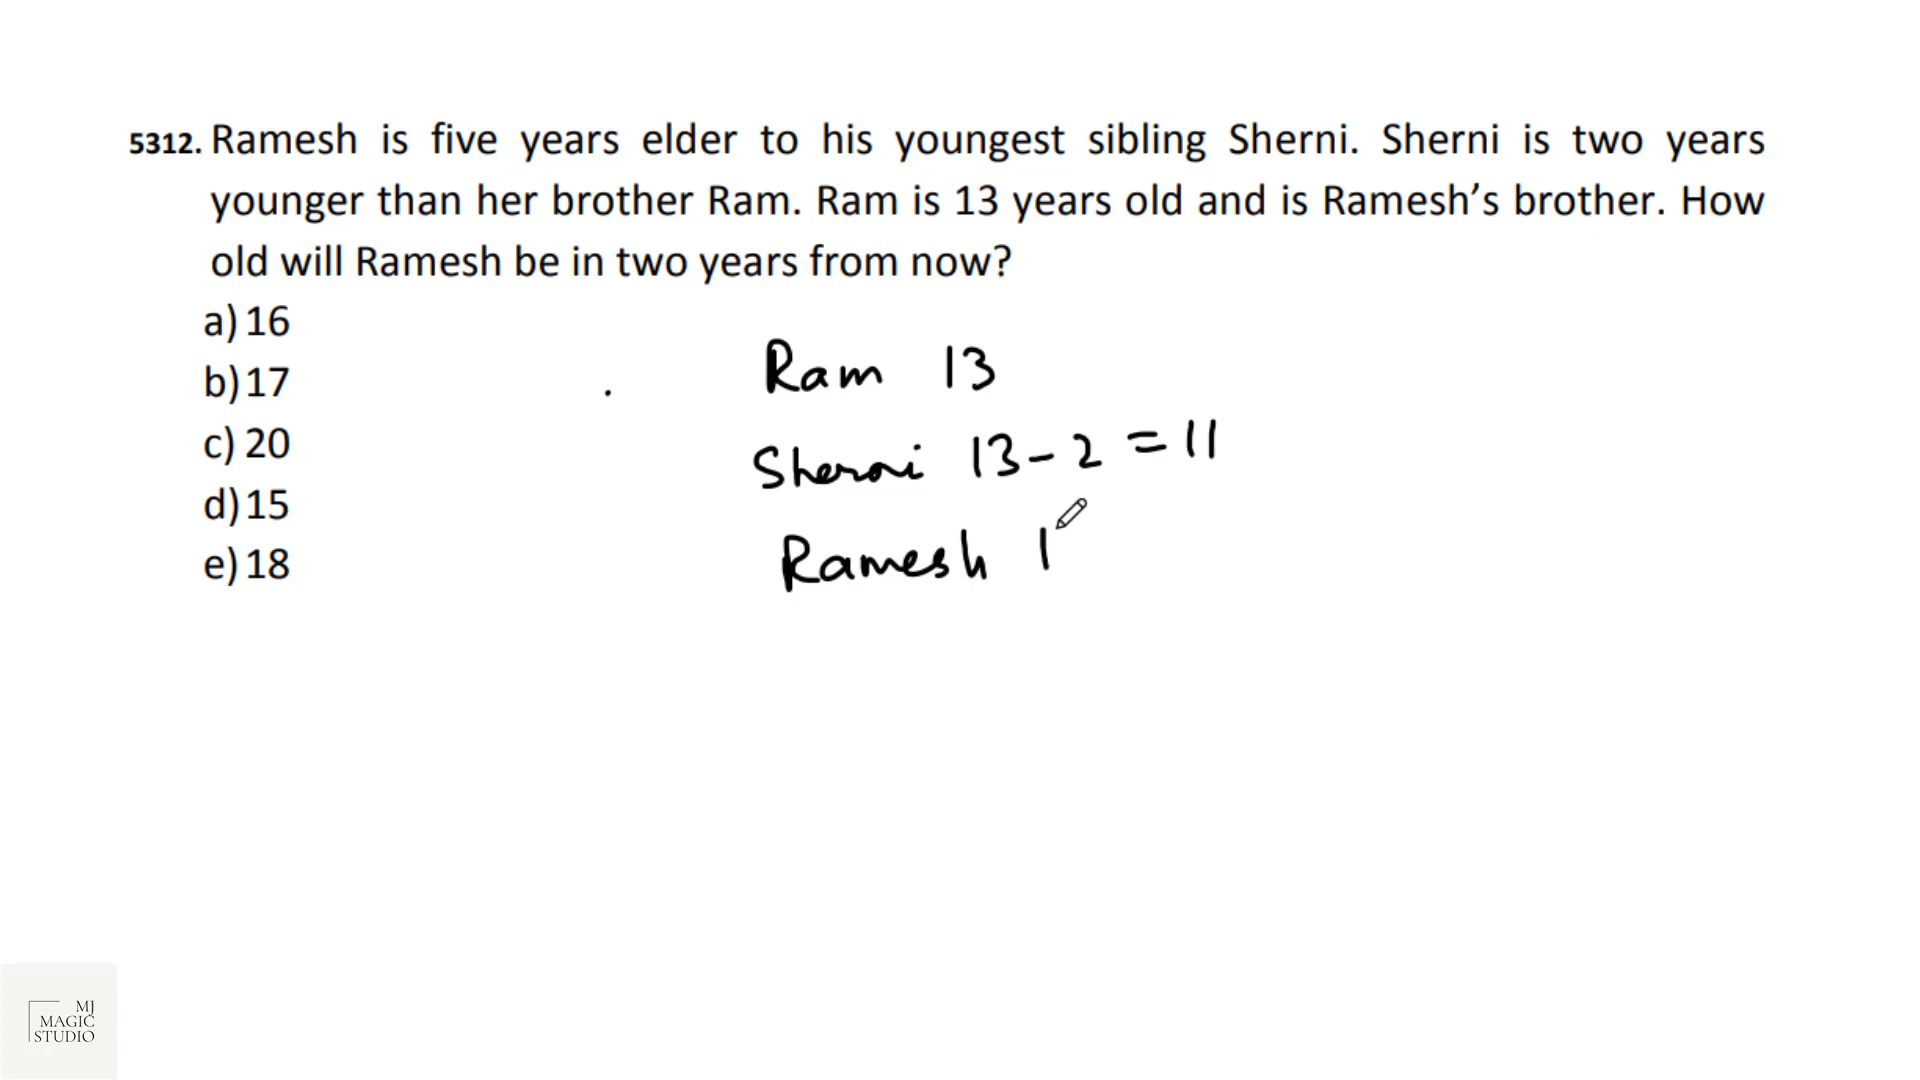 5312. Ramesh is five years elder to his youngest sibling Sherni. Sherni is two years
younger than her brother Ram. Ram is 13 years old and is Ramesh’s brother. How
old will Ramesh be in two years from now?
a) 16
b) 17
c) 20
d) 15
e) 18
Ram 13
Sherni 13 - 2 = 11
Ramesh 1
MJ
MAGIC
STUDIO